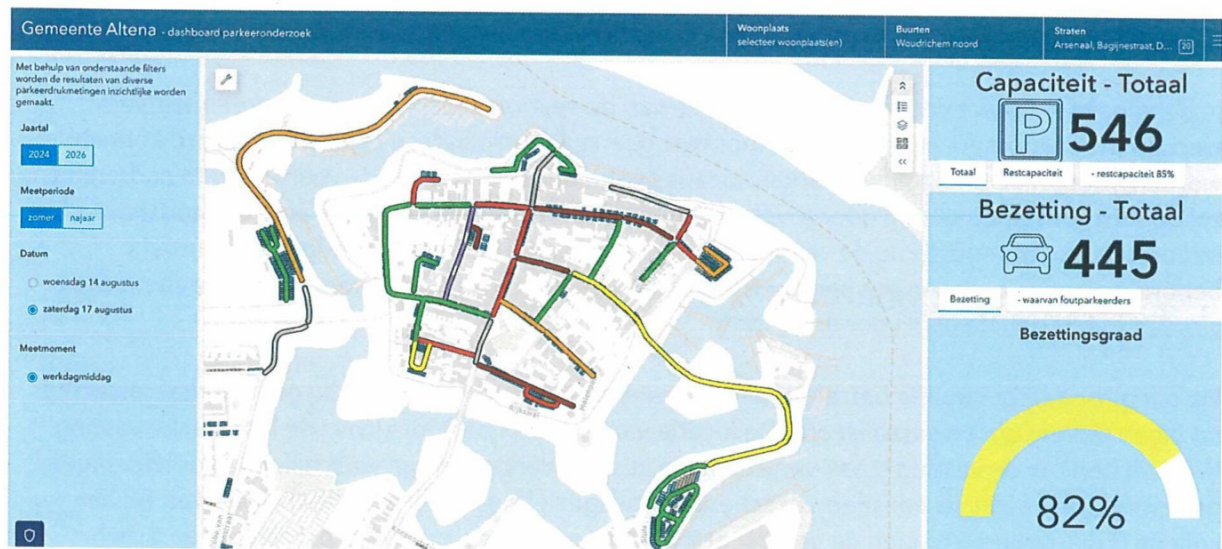 Gemeente Altena - dashboard parkeeronderzoek
Woonplaats
selecteer woonplaats(en)
Buurten
Woudrichem noord
Straten
Arsenaal, Bagijnestraat, D... 20
Met behulp van onderstaande filters
worden de resultaten van diverse
parkeerdrukmetingen inzichtlijke worden
gemaakt.
Jaartal
2024 2026
Meetperiode
zomer najaar
Datum
woensdag 14 augustus
zaterdag 17 augustus
Meetmoment
werkdagmiddag
Capaciteit - Totaal
P 546
Totaal Restcapaciteit - restcapaciteit 85%
Bezetting - Totaal
445
Bezetting - waarvan foutparkeerders
Bezettingsgraad
82%